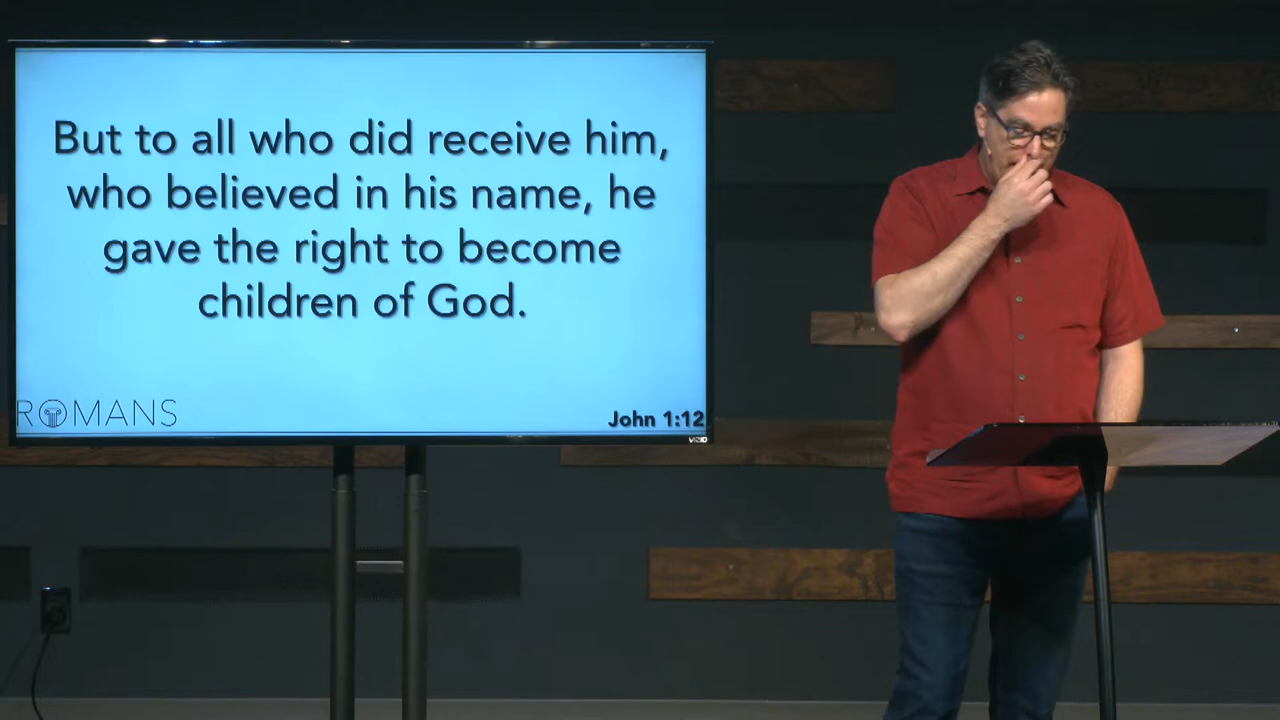 But to all who did receive him,
who believed in his name, he
gave the right to become
children of God.
ROMANS
John 1:12
VIZIO